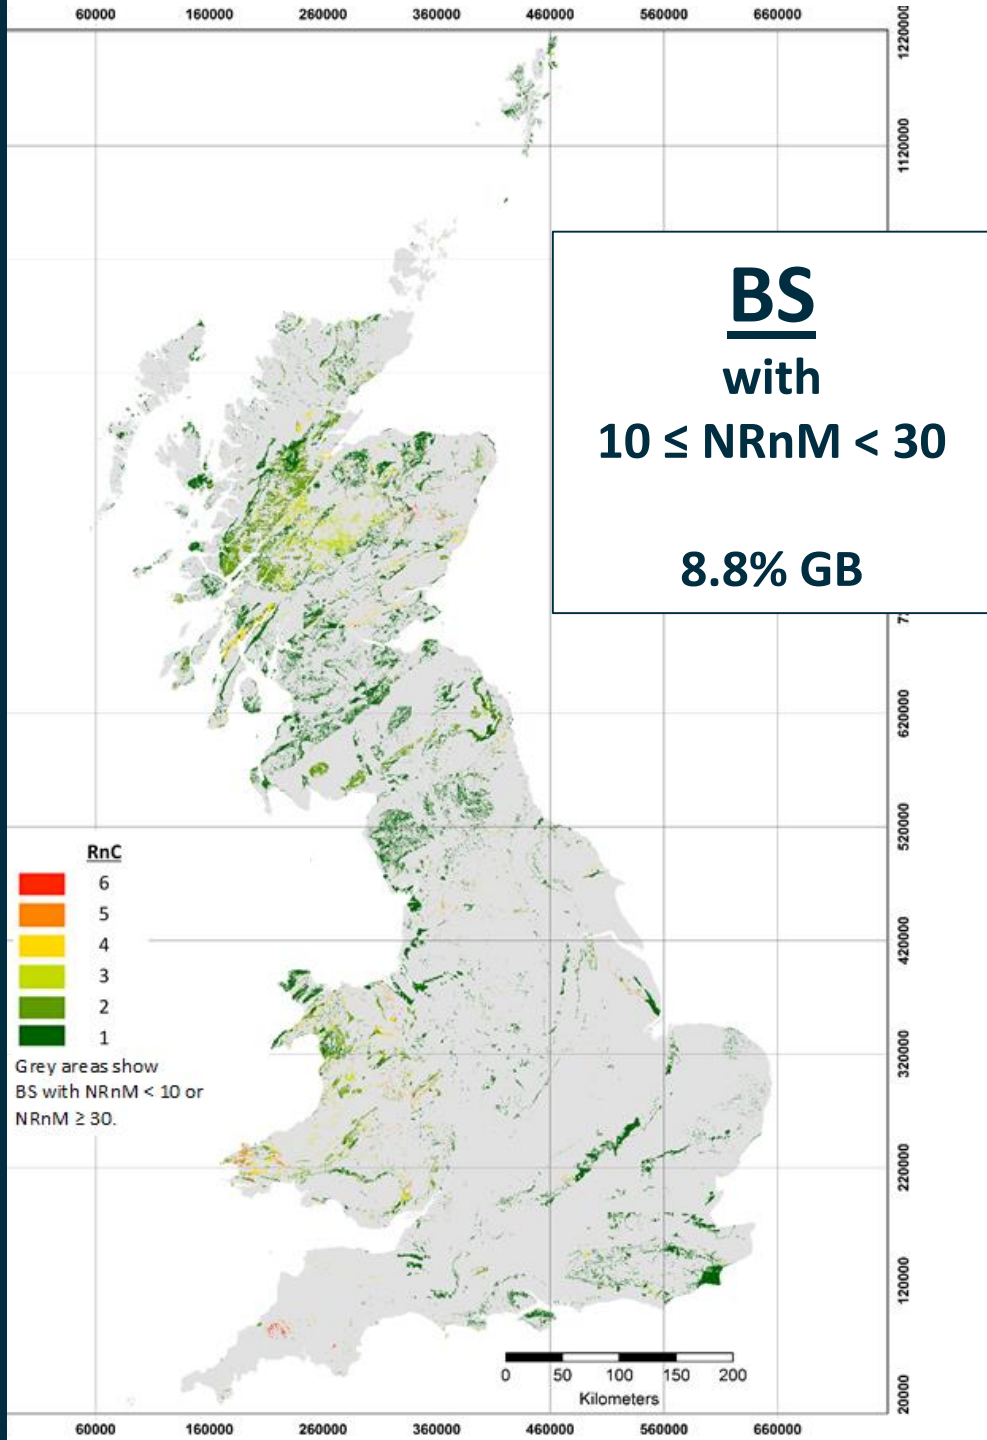 60000 160000 260000 360000 460000 560000 660000
1220000
1120000
BS
with
10 ≤ NRnM < 30
8.8% GB
620000
520000
RnC
6
5
4
3
2
1
Grey areas show
BS with NRnM < 10 or
NRnM ≥ 30.
420000
320000
220000
120000
20000
0 50 100 150 200
Kilometers
60000 160000 260000 360000 460000 560000 660000